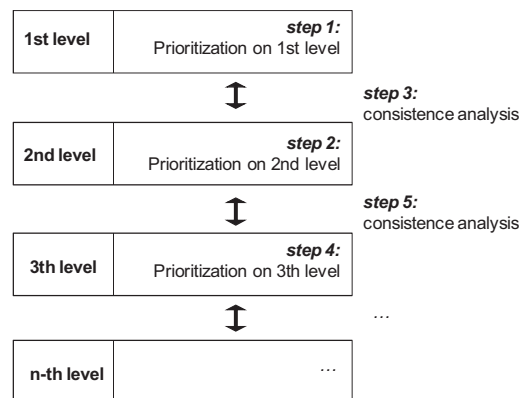 1st level
step 1:
Prioritization on 1st level
step 3:
consistence analysis
2nd level
step 2:
Prioritization on 2nd level
step 5:
consistence analysis
3th level
step 4:
Prioritization on 3th level
...
n-th level
...